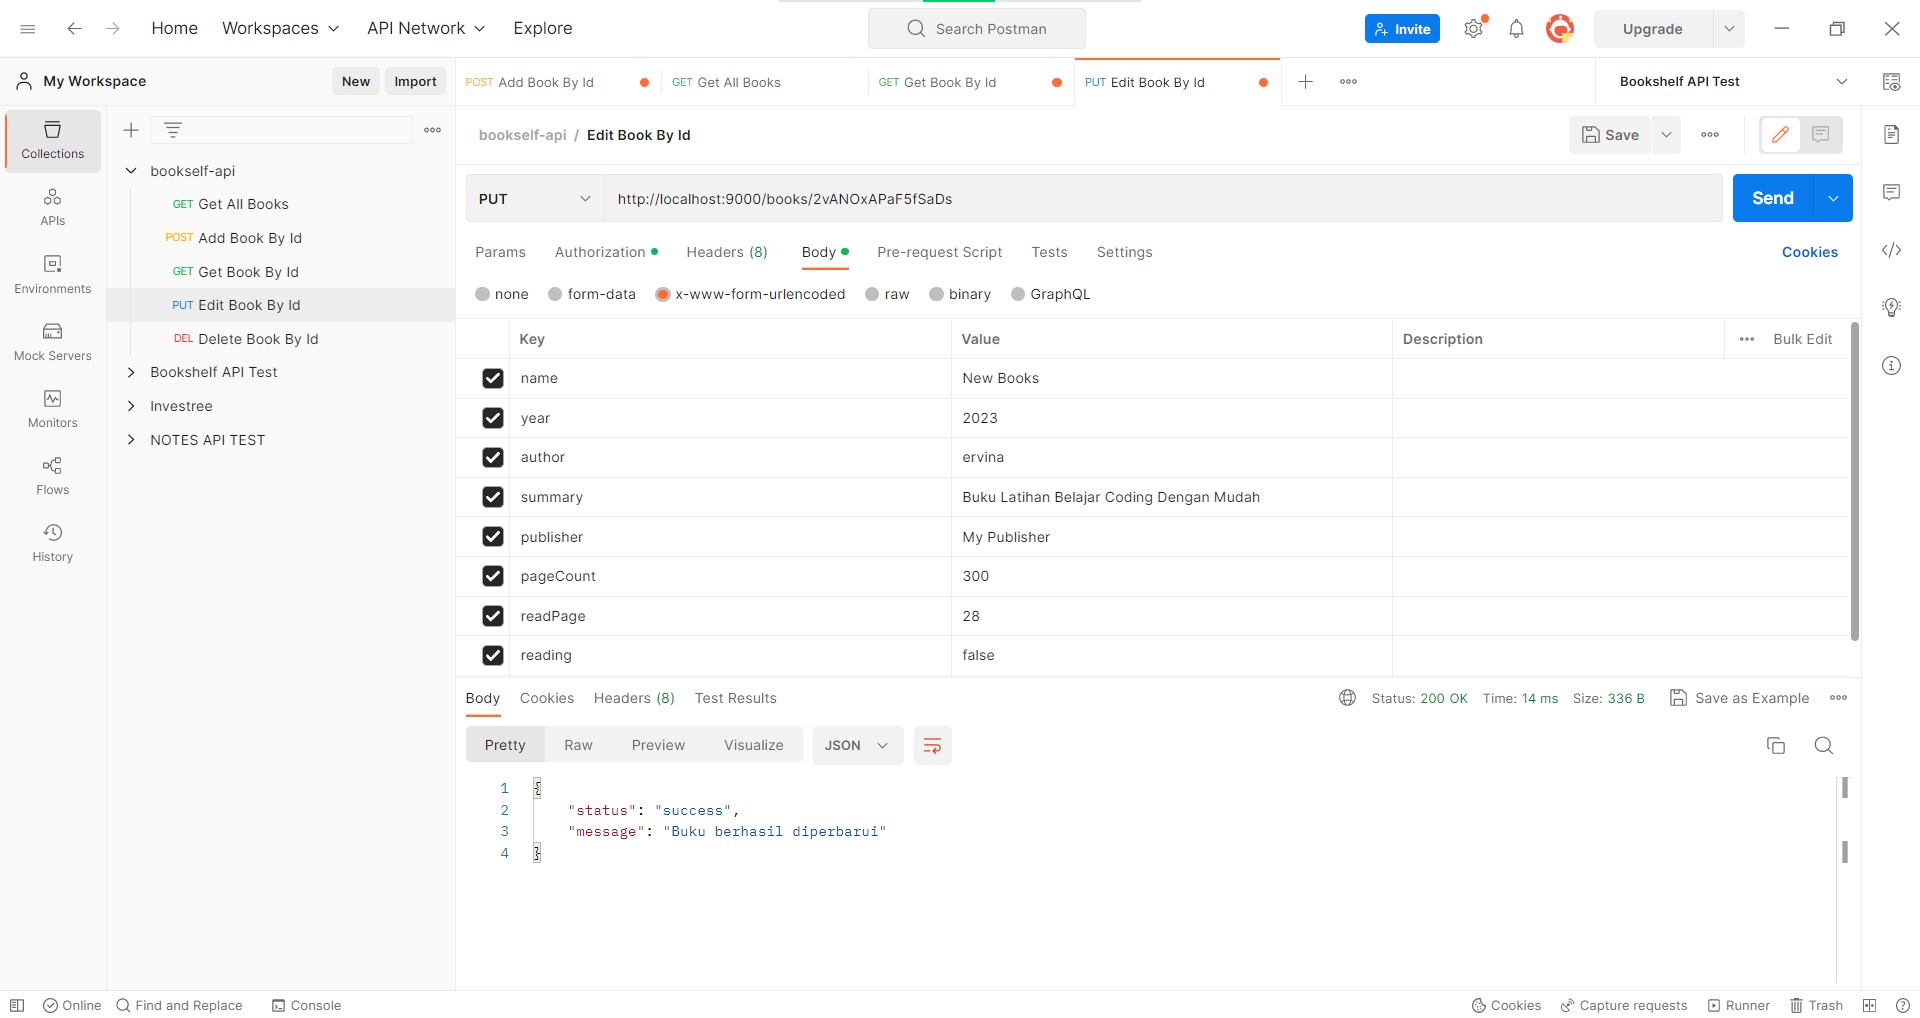 Home Workspaces API Network Explore Search Postman Invite Upgrade
My Workspace New Import POST Add Book By Id GET Get All Books GET Get Book By Id PUT Edit Book By Id Bookshelf API Test
Collections
APIs
Environments
Mock Servers
Monitors
Flows
History
bookself-api
GET Get All Books
POST Add Book By Id
GET Get Book By Id
PUT Edit Book By Id
DEL Delete Book By Id
Bookshelf API Test
Investree
NOTES API TEST
bookself-api / Edit Book By Id Save
PUT http://localhost:9000/books/2vANOxAPaF5fSaDs Send
Params Authorization Headers (8) Body Pre-request Script Tests Settings Cookies
none form-data x-www-form-urlencoded raw binary GraphQL
Key Value Description Bulk Edit
name New Books
year 2023
author ervina
summary Buku Latihan Belajar Coding Dengan Mudah
publisher My Publisher
pageCount 300
readPage 28
reading false
Body Cookies Headers (8) Test Results Status: 200 OK Time: 14 ms Size: 336 B Save as Example
Pretty Raw Preview Visualize JSON
1 {
2 "status": "success",
3 "message": "Buku berhasil diperbarui"
4 }
Online Find and Replace Console Cookies Capture requests Runner Trash